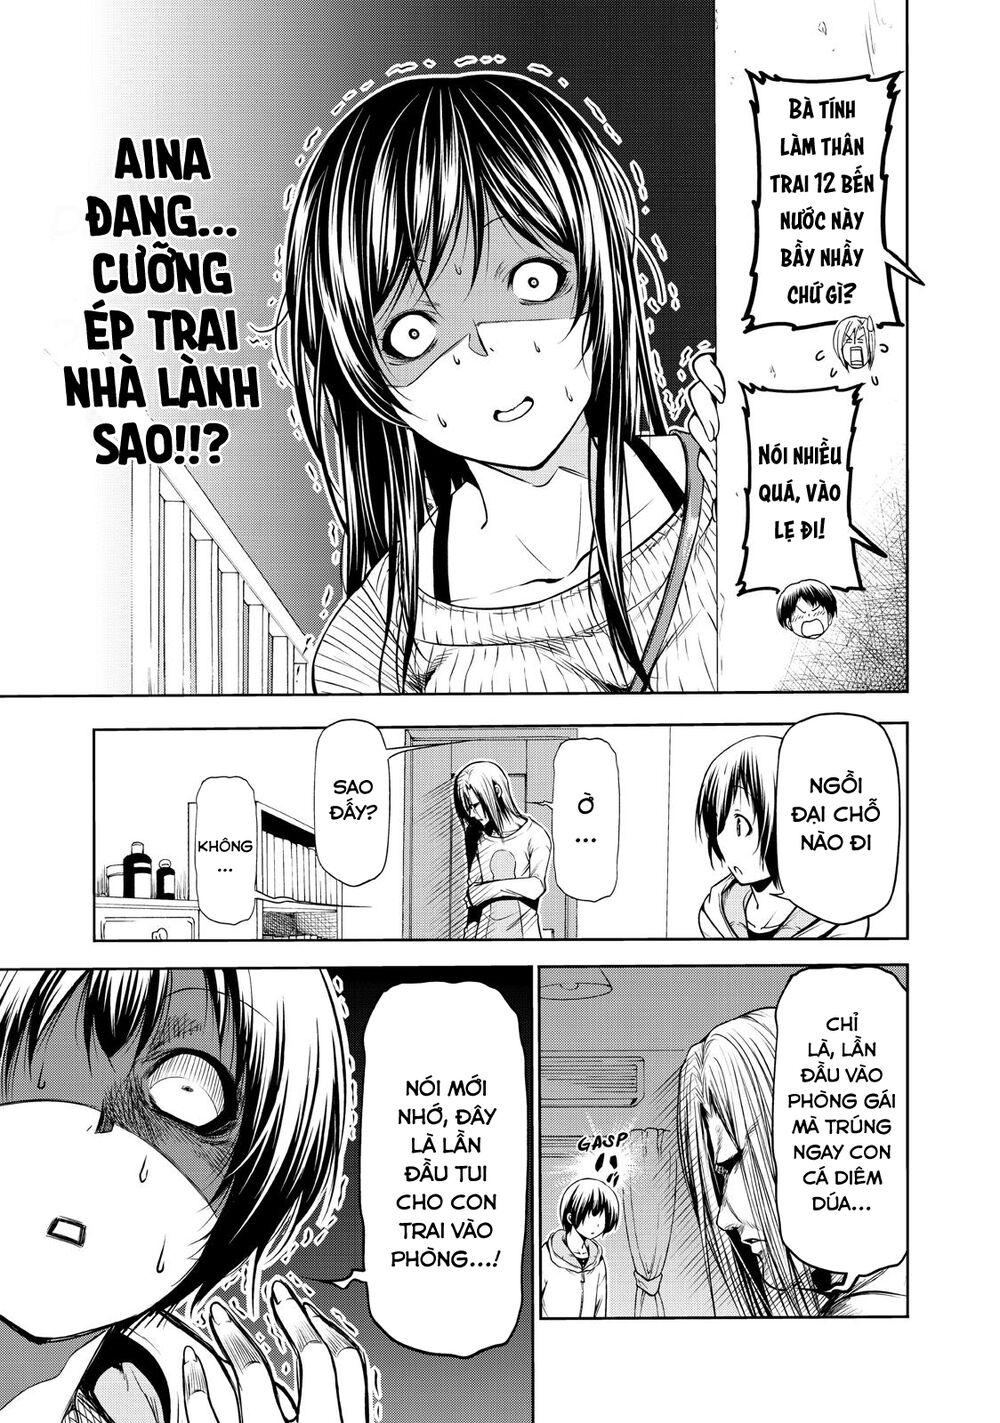 BÀ TÍNH
LÀM THÂN
TRAI 12 BẾN
NƯỚC NÀY
BẦY NHẦY
CHỨ GÌ?
NÓI NHIỀU
QUÁ, VÀO
LẸ ĐI!
AINA
ĐANG...
CƯỠNG
ÉP TRAI
NHÀ LÀNH
SAO!!!?
NGỒI
ĐẠI CHỖ
NÀO ĐI
Ờ
...
SAO
ĐẤY?
KHÔNG
...
CHỈ
LÀ, LẦN
ĐẦU VÀO
PHÒNG GÁI
MÀ TRÚNG
NGAY CON
CÁ DIÊM
DÚA...
GASP
NÓI MỚI
NHỚ, ĐÂY
LÀ LẦN
ĐẦU TUI
CHO CON
TRAI VÀO
PHÒNG...!